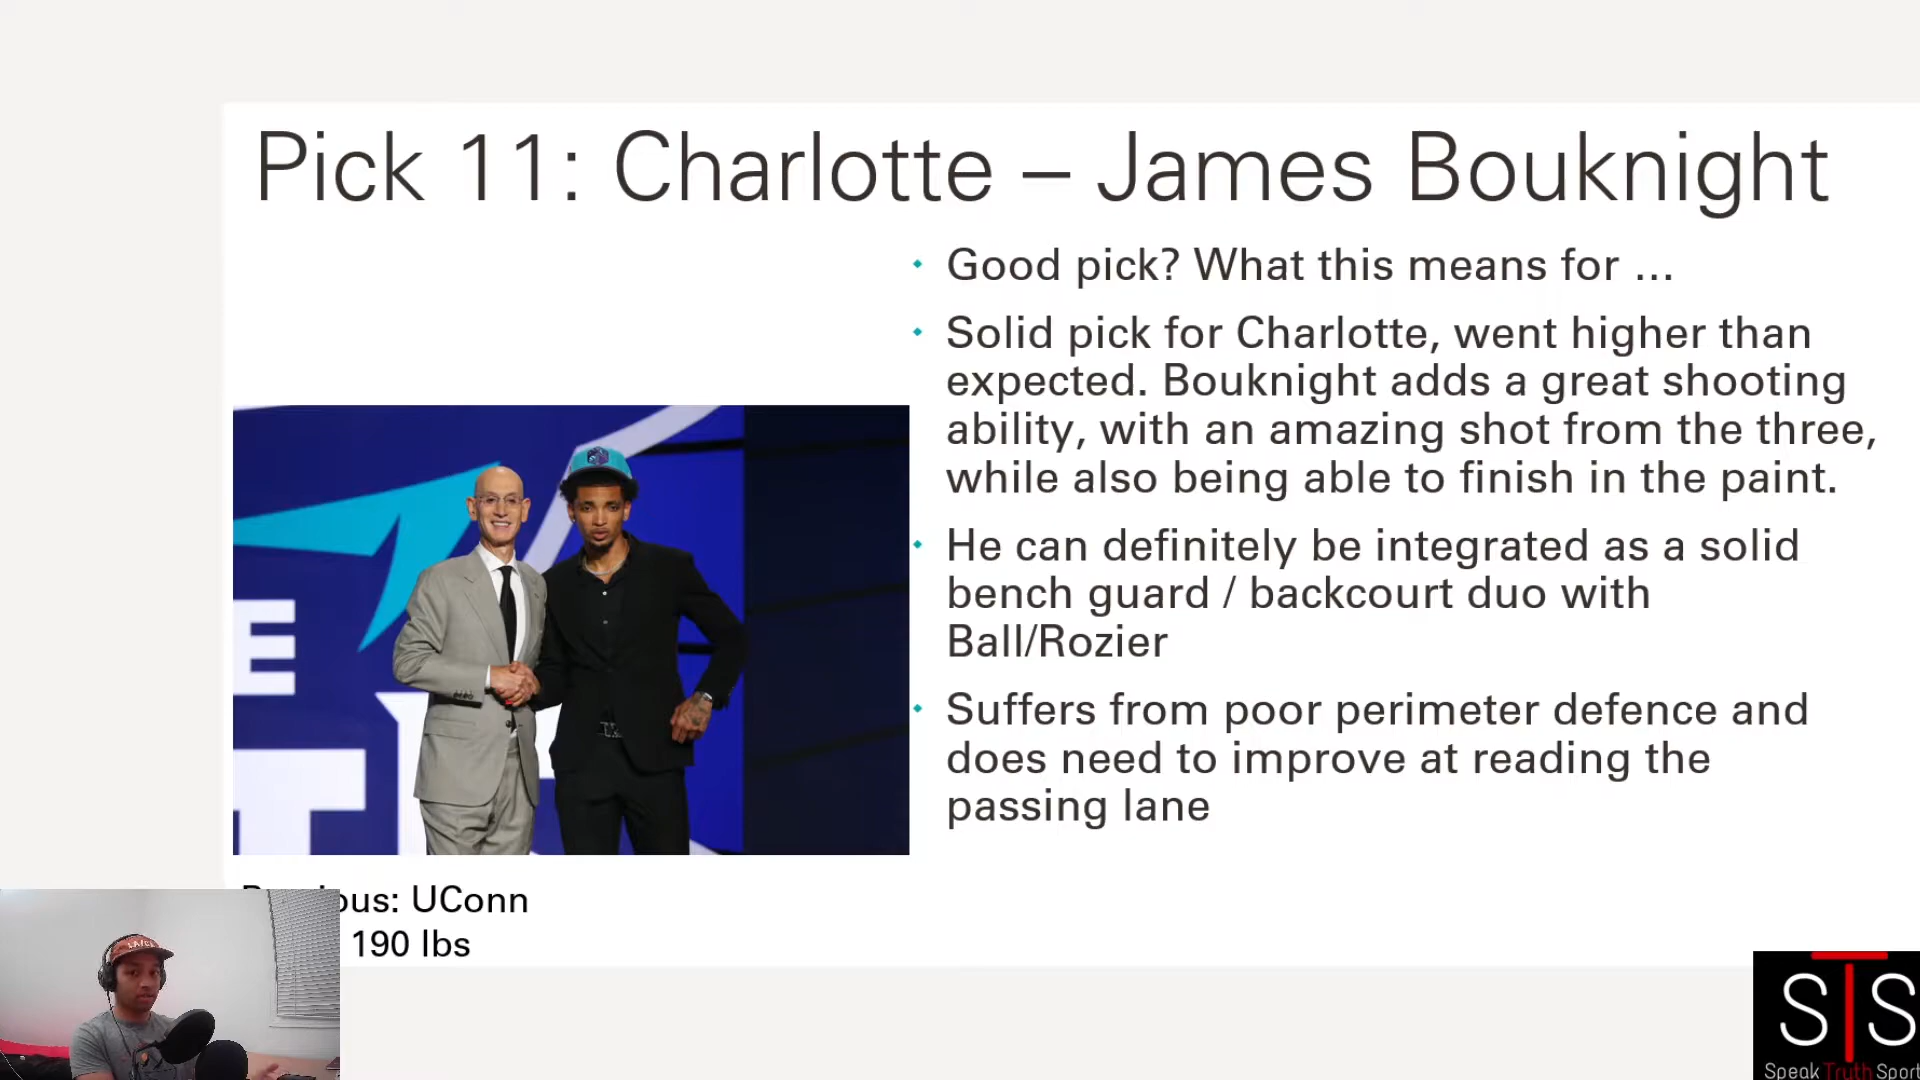 Pick 11: Charlotte – James Bouknight
Good pick? What this means for ...
Solid pick for Charlotte, went higher than
expected. Bouknight adds a great shooting
ability, with an amazing shot from the three,
while also being able to finish in the paint.
He can definitely be integrated as a solid
bench guard / backcourt duo with
Ball/Rozier
Suffers from poor perimeter defence and
does need to improve at reading the
passing lane
UConn
190 lbs
STS
Speak Truth Sport